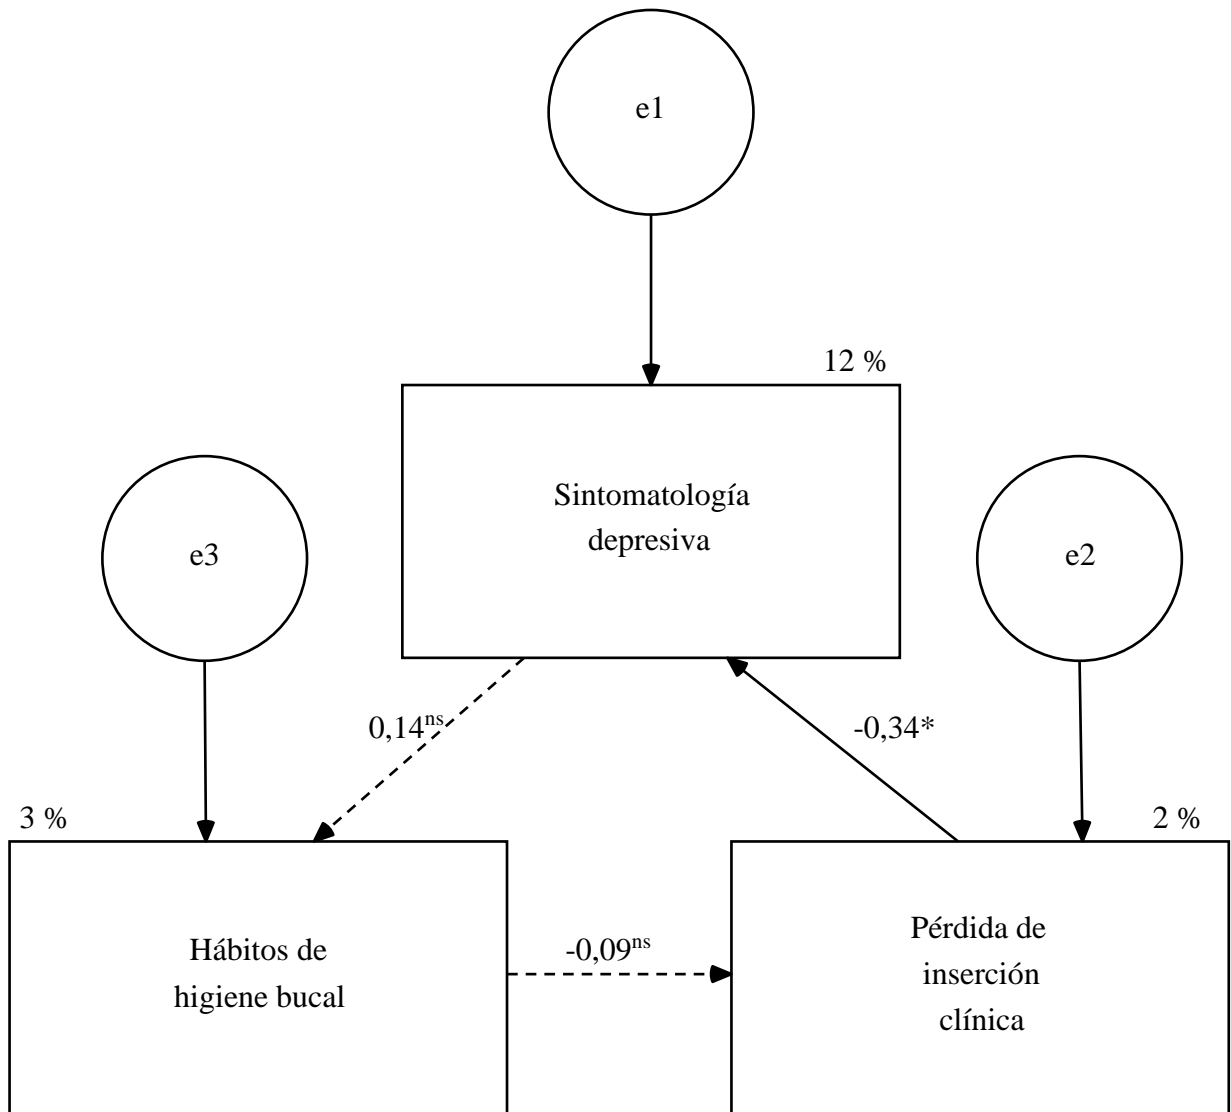 e1
12 %
Sintomatología
depresiva
e3
e2
0,14ns
-0,34*
3 %
2 %
Hábitos de
higiene bucal
-0,09ns
Pérdida de
inserción
clínica